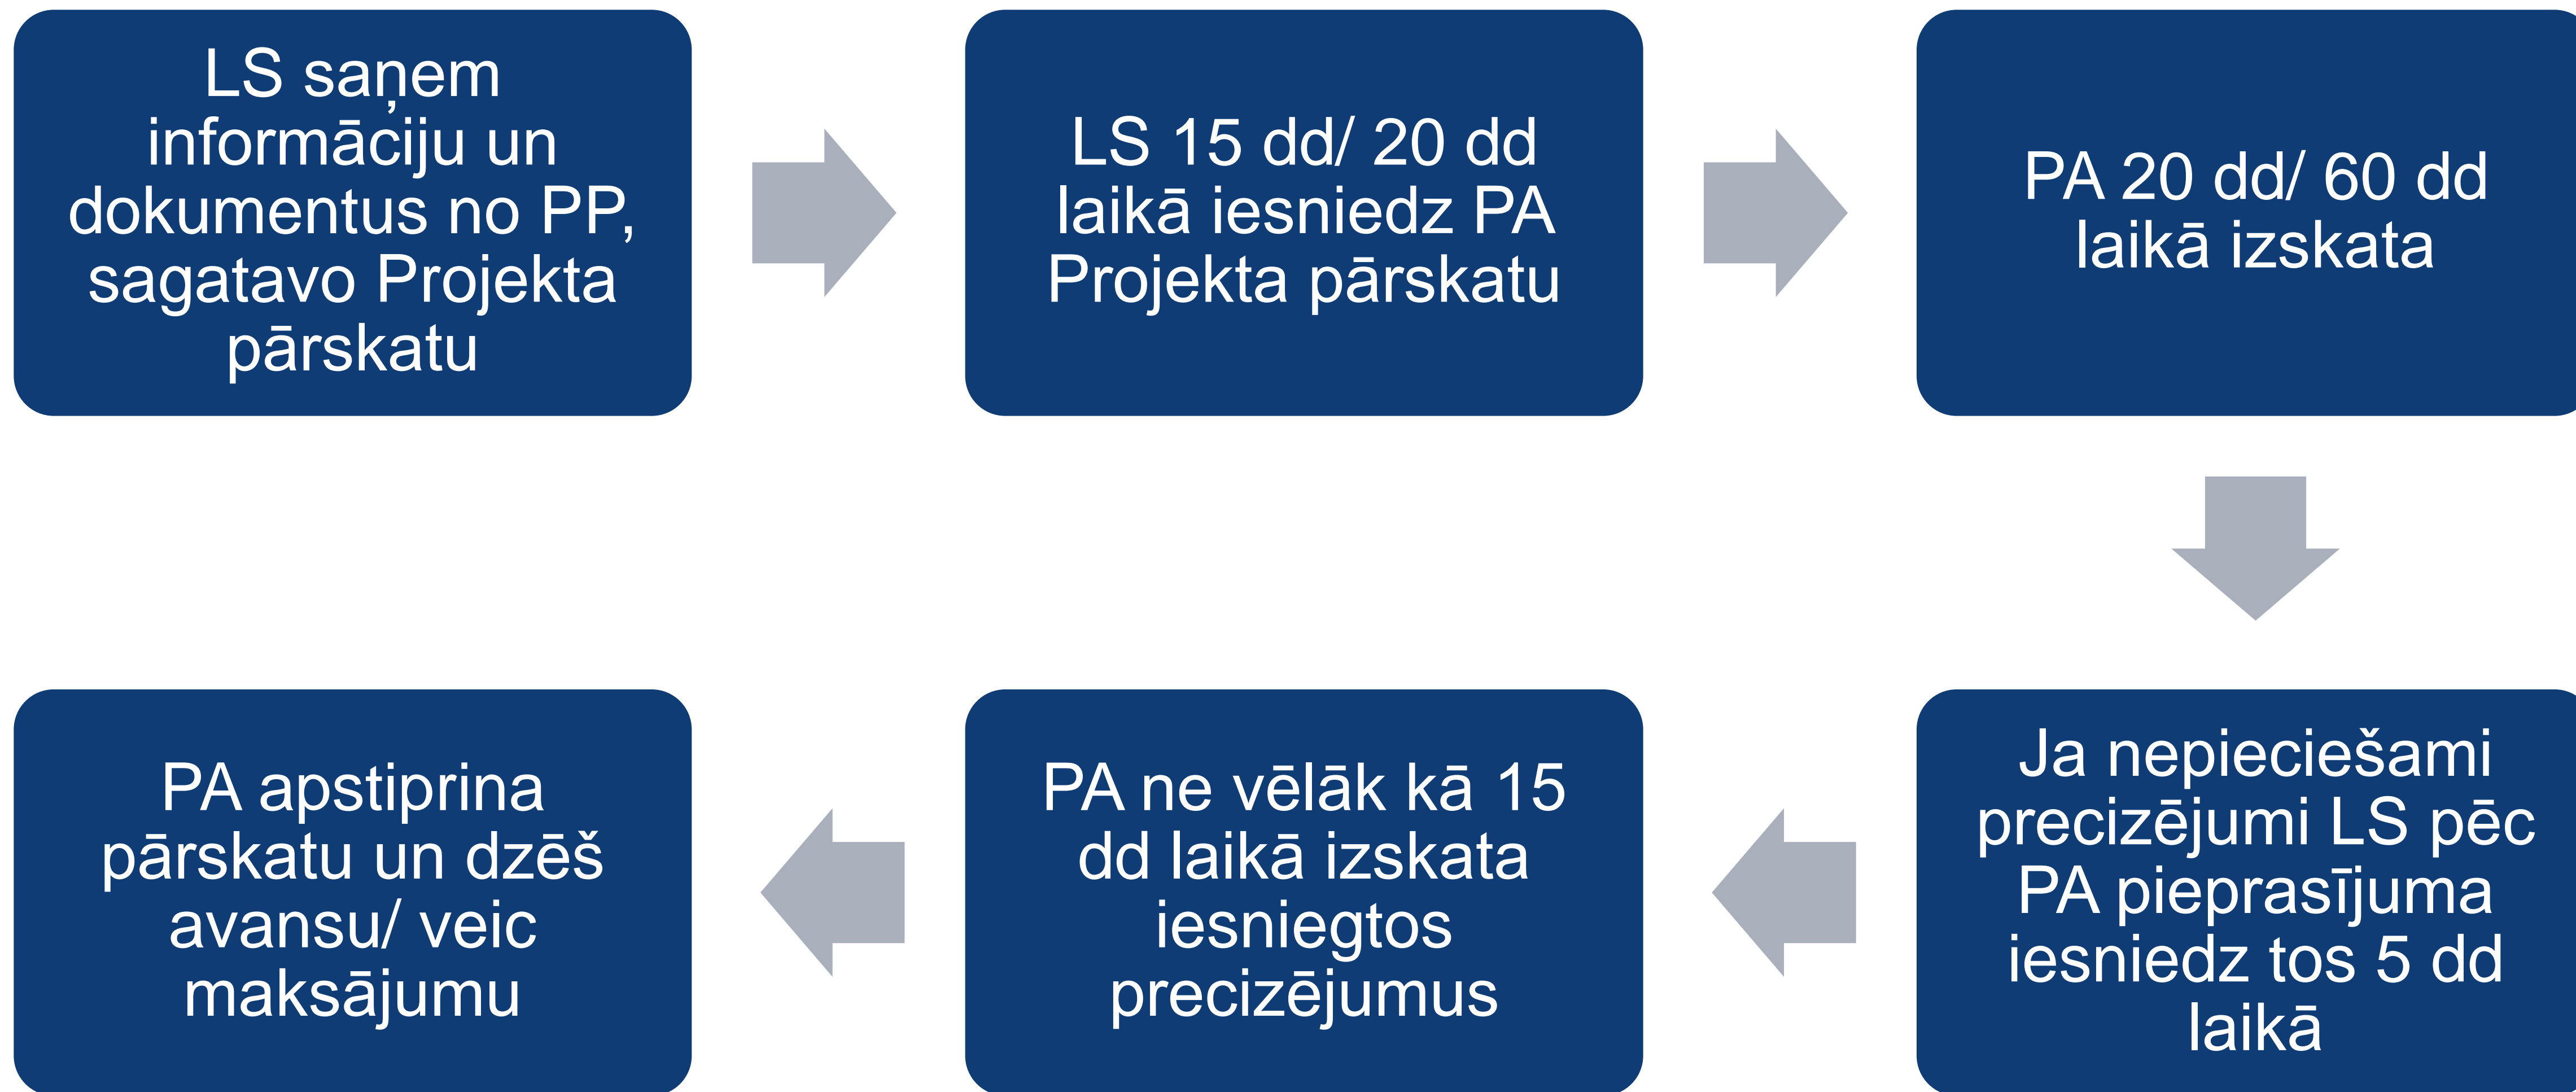 LS saņem
informāciju un
dokumentus no PP,
sagatavo Projekta
pārskatu
LS 15 dd/ 20 dd
laikā iesniedz PA
Projekta pārskatu
PA 20 dd/ 60 dd
laikā izskata
Ja nepieciešami
precizējumi LS pēc
PA pieprasījuma
iesniedz tos 5 dd
laikā
PA ne vēlāk kā 15
dd laikā izskata
iesniegtos
precizējumus
PA apstiprina
pārskatu un dzēš
avansu/ veic
maksājumu